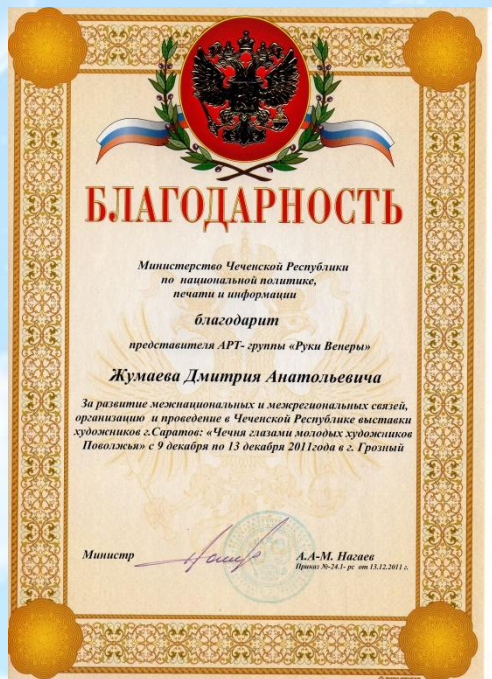 БЛАГОДАРНОСТЬ
Министерство Чеченской Республики
по национальной политике,
печати и информации
благодарит
представителя АРТ- группы «Руки Венеры»
Жумаева Дмитрия Анатольевича
За развитие межнациональных и межрегиональных связей,
организацию и проведение в Чеченской Республике выставки
художников г.Саратов: «Чечня глазами молодых художников
Поволжья» с 9 декабря по 13 декабря 2011года в г. Грозный
Министр
А.А-М. Нагаев
Приказ №-24.1- рс от 13.12.2011 г.